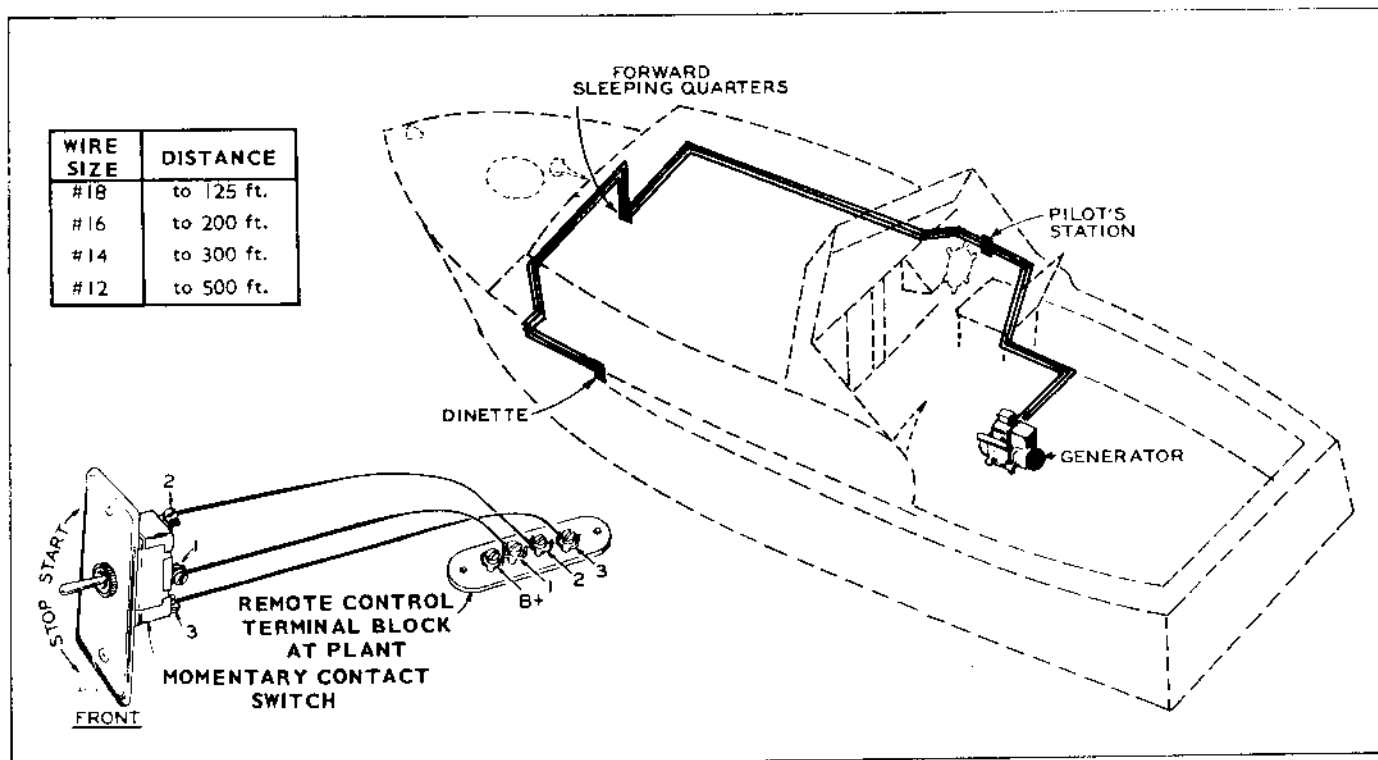 WIRE SIZE DISTANCE
#18 to 125 ft.
#16 to 200 ft.
#14 to 300 ft.
#12 to 500 ft.
FORWARD
SLEEPING QUARTERS
PILOT'S
STATION
DINETTE
GENERATOR
2
1
3
START
STOP
FRONT
B+
1
2
3
REMOTE CONTROL
TERMINAL BLOCK
AT PLANT
MOMENTARY CONTACT
SWITCH